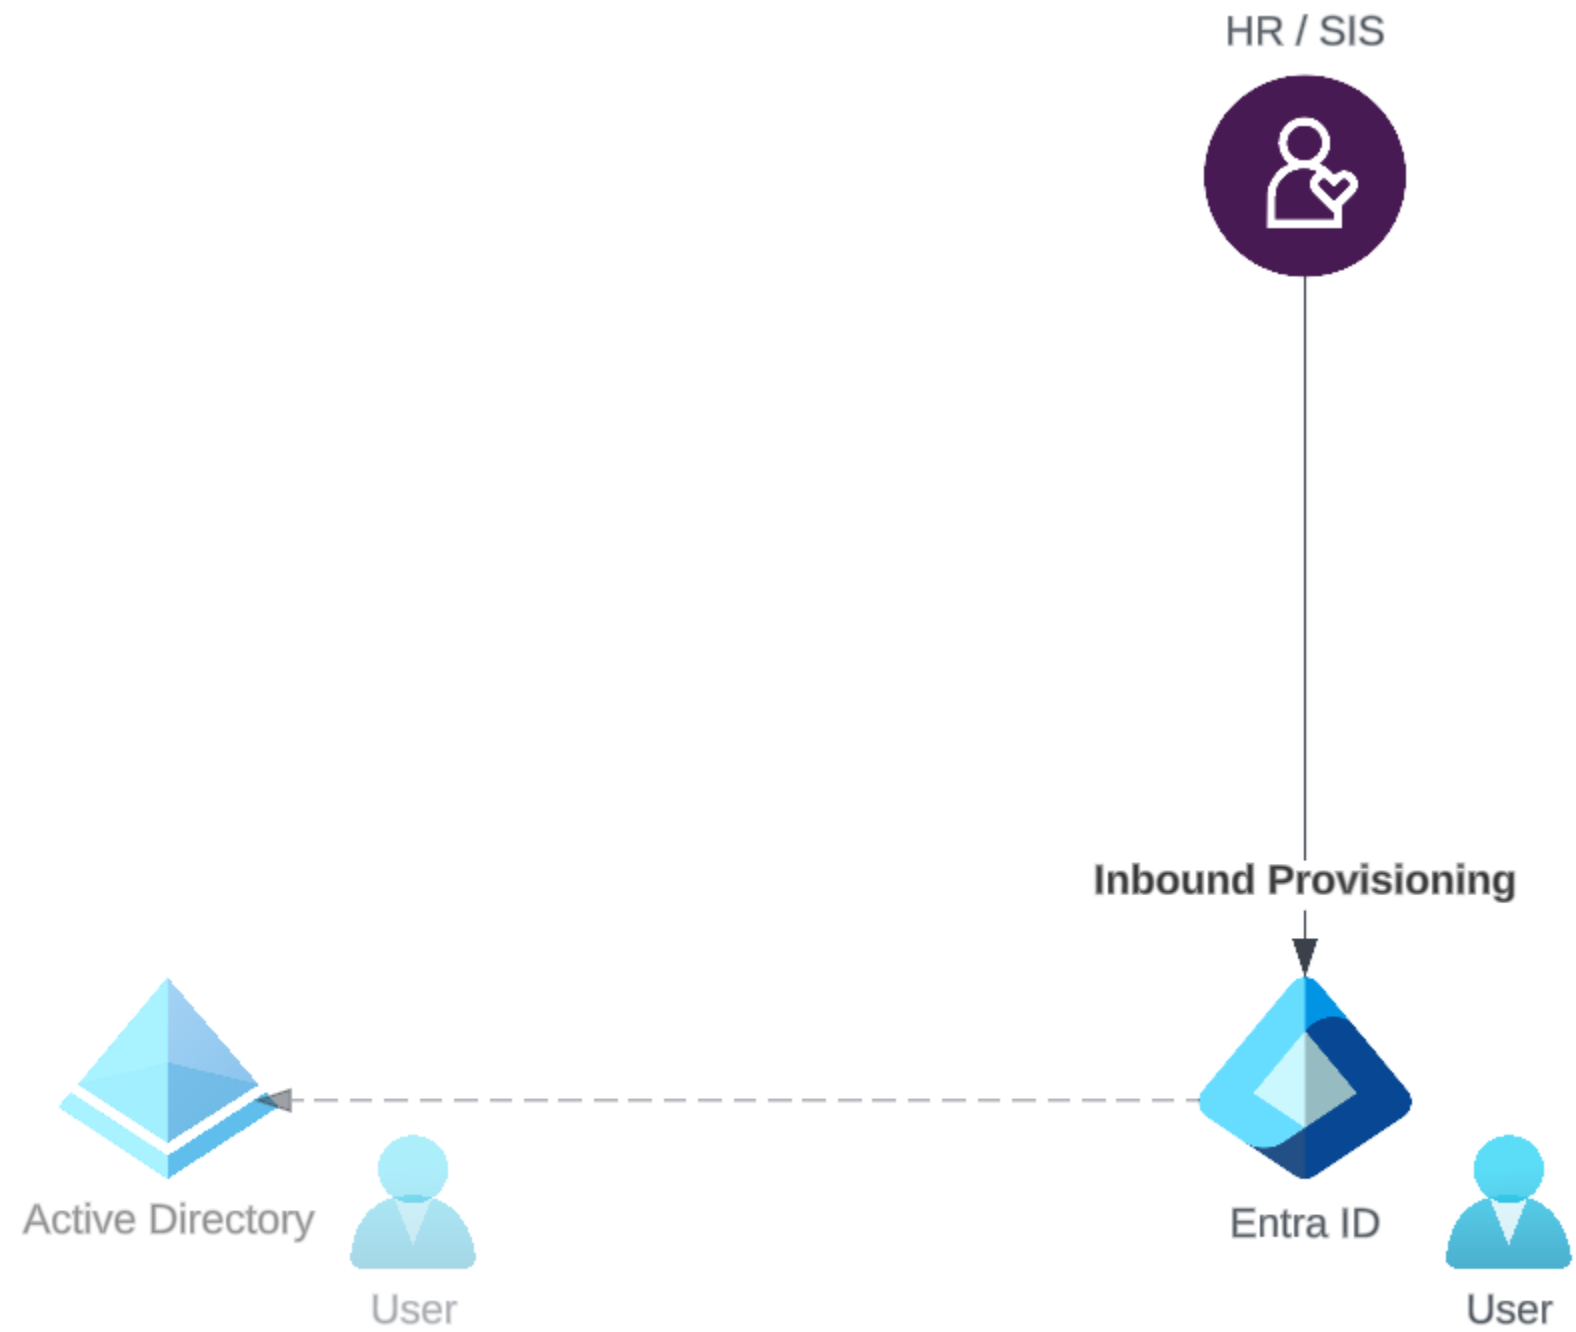 HR / SIS
Inbound Provisioning
Active Directory
Entra ID
User
User